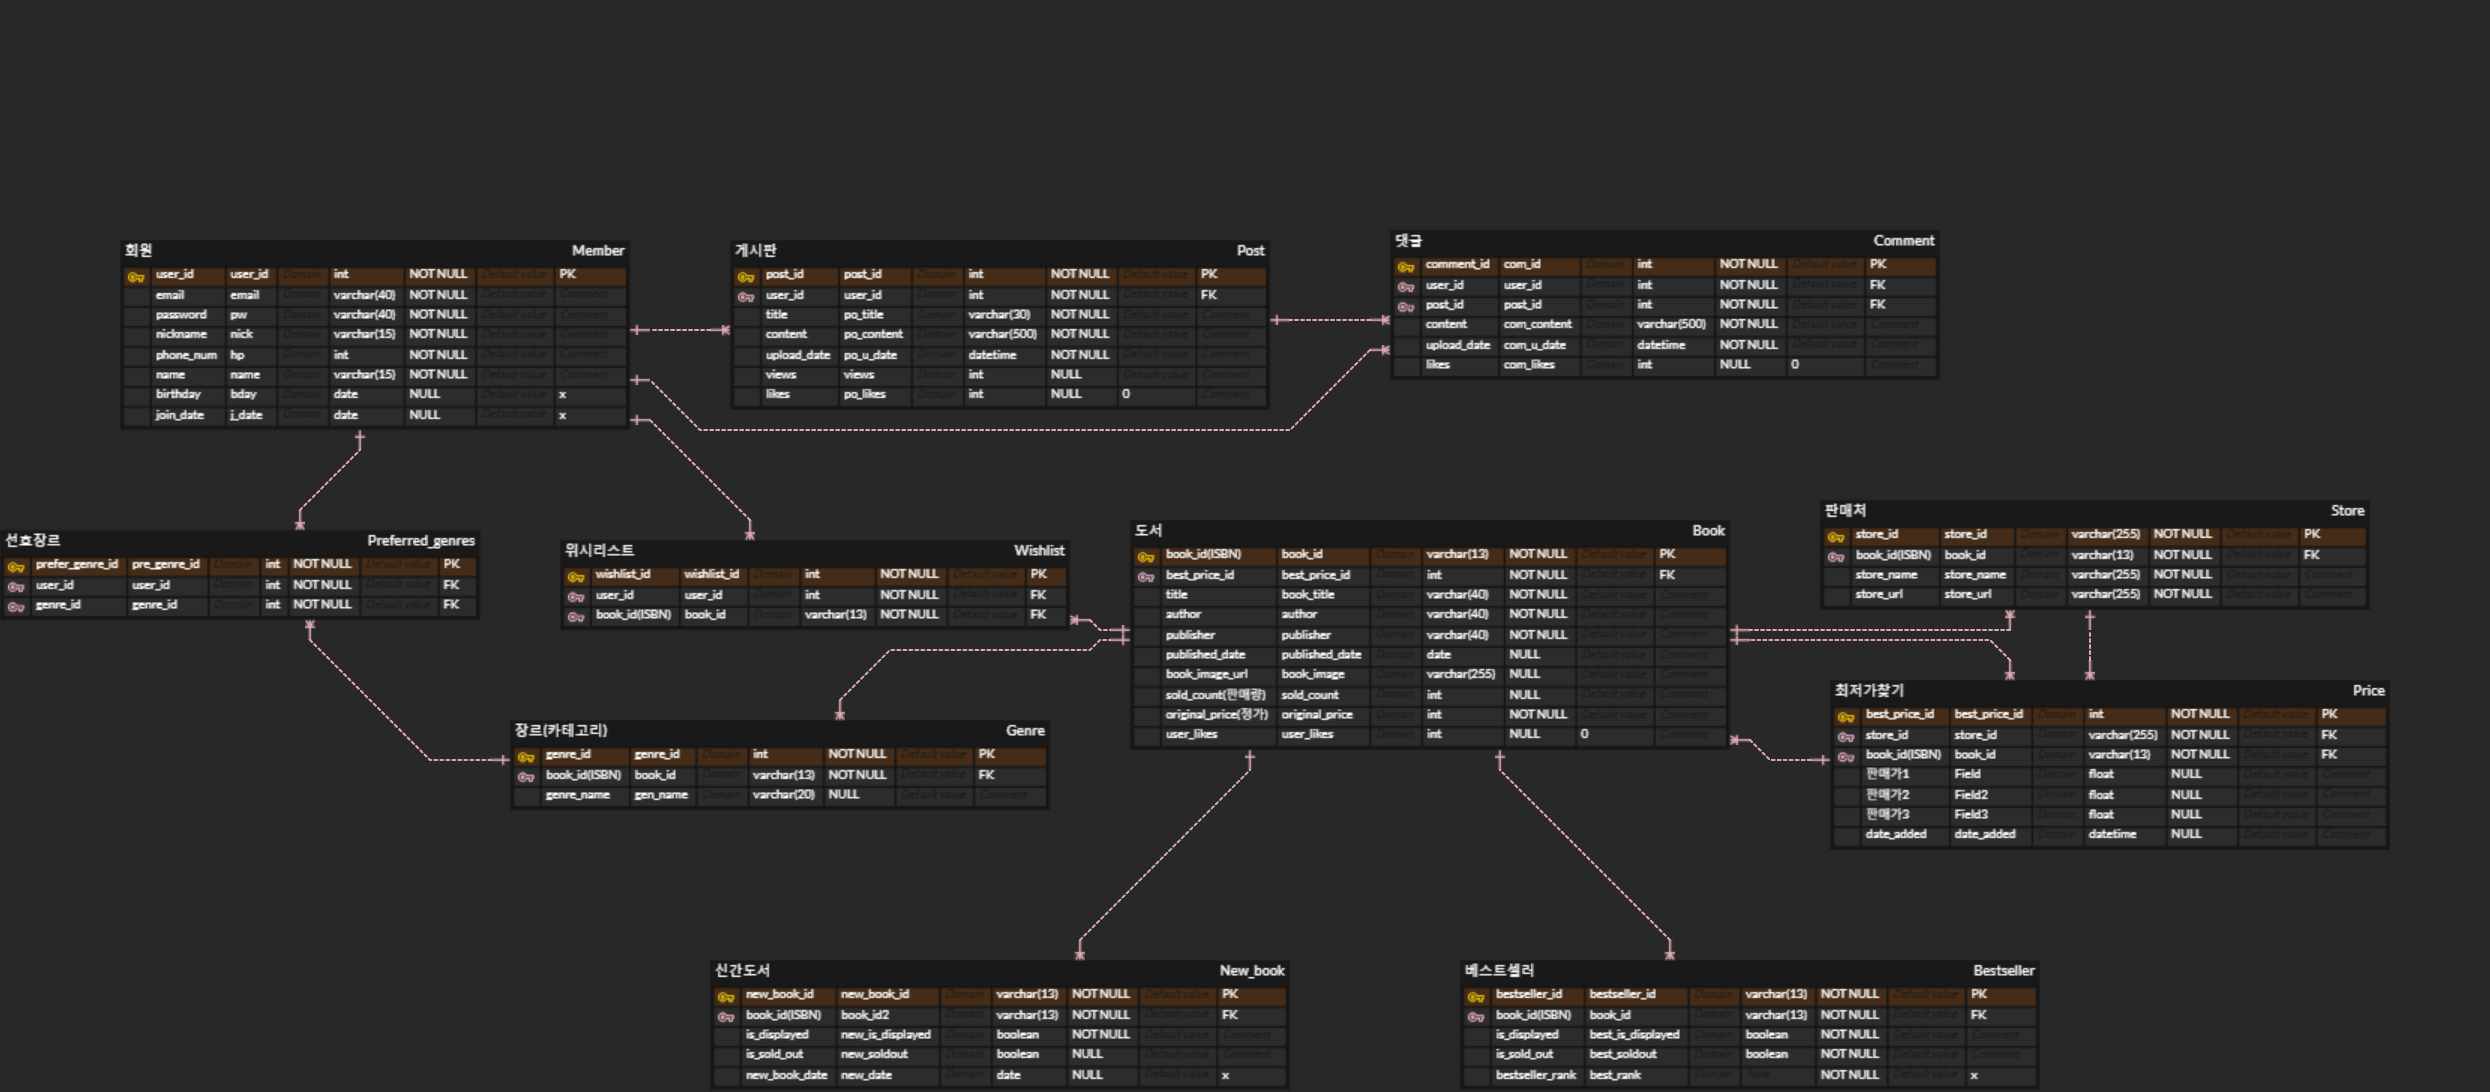 회원 Member
user_id user_id Domain int NOT NULL Default value PK
email email Domain varchar(40) NOT NULL Default value Comment
password pw Domain varchar(40) NOT NULL Default value Comment
nickname nick Domain varchar(15) NOT NULL Default value Comment
phone_num hp Domain int NOT NULL Default value Comment
name name Domain varchar(15) NOT NULL Default value Comment
birthday bday Domain date NULL Default value x
join_date j_date Domain date NULL Default value x
게시판 Post
post_id post_id Domain int NOT NULL Default value PK
user_id user_id Domain int NOT NULL Default value FK
title po_title Domain varchar(30) NOT NULL Default value Comment
content po_content Domain varchar(500) NOT NULL Default value Comment
upload_date po_u_date Domain datetime NOT NULL Default value Comment
views views Domain int NULL Default value Comment
likes po_likes Domain int NULL 0 Comment
댓글 Comment
comment_id com_id Domain int NOT NULL Default value PK
user_id user_id Domain int NOT NULL Default value FK
post_id post_id Domain int NOT NULL Default value FK
content com_content Domain varchar(500) NOT NULL Default value Comment
upload_date com_u_date Domain datetime NOT NULL Default value Comment
likes com_likes Domain int NULL 0 Comment
선호장르 Preferred_genres
prefer_genre_id pre_genre_id Domain int NOT NULL Default value PK
user_id user_id Domain int NOT NULL Default value FK
genre_id genre_id Domain int NOT NULL Default value FK
위시리스트 Wishlist
wishlist_id wishlist_id Domain int NOT NULL Default value PK
user_id user_id Domain int NOT NULL Default value FK
book_id(ISBN) book_id Domain varchar(13) NOT NULL Default value FK
도서 Book
book_id(ISBN) book_id Domain varchar(13) NOT NULL Default value PK
best_price_id best_price_id Domain int NOT NULL Default value FK
title book_title Domain varchar(40) NOT NULL Default value Comment
author author Domain varchar(40) NOT NULL Default value Comment
publisher publisher Domain varchar(40) NOT NULL Default value Comment
published_date published_date Domain date NULL Default value Comment
book_image_url book_image Domain varchar(255) NULL Default value Comment
sold_count(판매량) sold_count Domain int NULL Default value Comment
original_price(정가) original_price Domain int NOT NULL Default value Comment
user_likes user_likes Domain int NULL 0 Comment
판매처 Store
store_id store_id Domain varchar(255) NOT NULL Default value PK
book_id(ISBN) book_id Domain varchar(13) NOT NULL Default value FK
store_name store_name Domain varchar(255) NOT NULL Default value Comment
store_url store_url Domain varchar(255) NOT NULL Default value Comment
장르(카테고리) Genre
genre_id genre_id Domain int NOT NULL Default value PK
book_id(ISBN) book_id Domain varchar(13) NOT NULL Default value FK
genre_name gen_name Domain varchar(20) NULL Default value Comment
최저가찾기 Price
best_price_id best_price_id Domain int NOT NULL Default value PK
store_id store_id Domain varchar(255) NOT NULL Default value FK
book_id(ISBN) book_id Domain varchar(13) NOT NULL Default value FK
판매가1 Field Domain float NULL Default value Comment
판매가2 Field2 Domain float NULL Default value Comment
판매가3 Field3 Domain float NULL Default value Comment
date_added date_added Domain datetime NULL Default value Comment
신간도서 New_book
new_book_id new_book_id Domain varchar(13) NOT NULL Default value PK
book_id(ISBN) book_id2 Domain varchar(13) NOT NULL Default value FK
is_displayed new_is_displayed Domain boolean NOT NULL Default value Comment
is_sold_out new_soldout Domain boolean NULL Default value Comment
new_book_date new_date Domain date NULL Default value x
베스트셀러 Bestseller
bestseller_id bestseller_id Domain varchar(13) NOT NULL Default value PK
book_id(ISBN) book_id Domain varchar(13) NOT NULL Default value FK
is_displayed best_is_displayed Domain boolean NOT NULL Default value Comment
is_sold_out best_soldout Domain boolean NOT NULL Default value Comment
bestseller_rank best_rank Domain Type NOT NULL Default value x